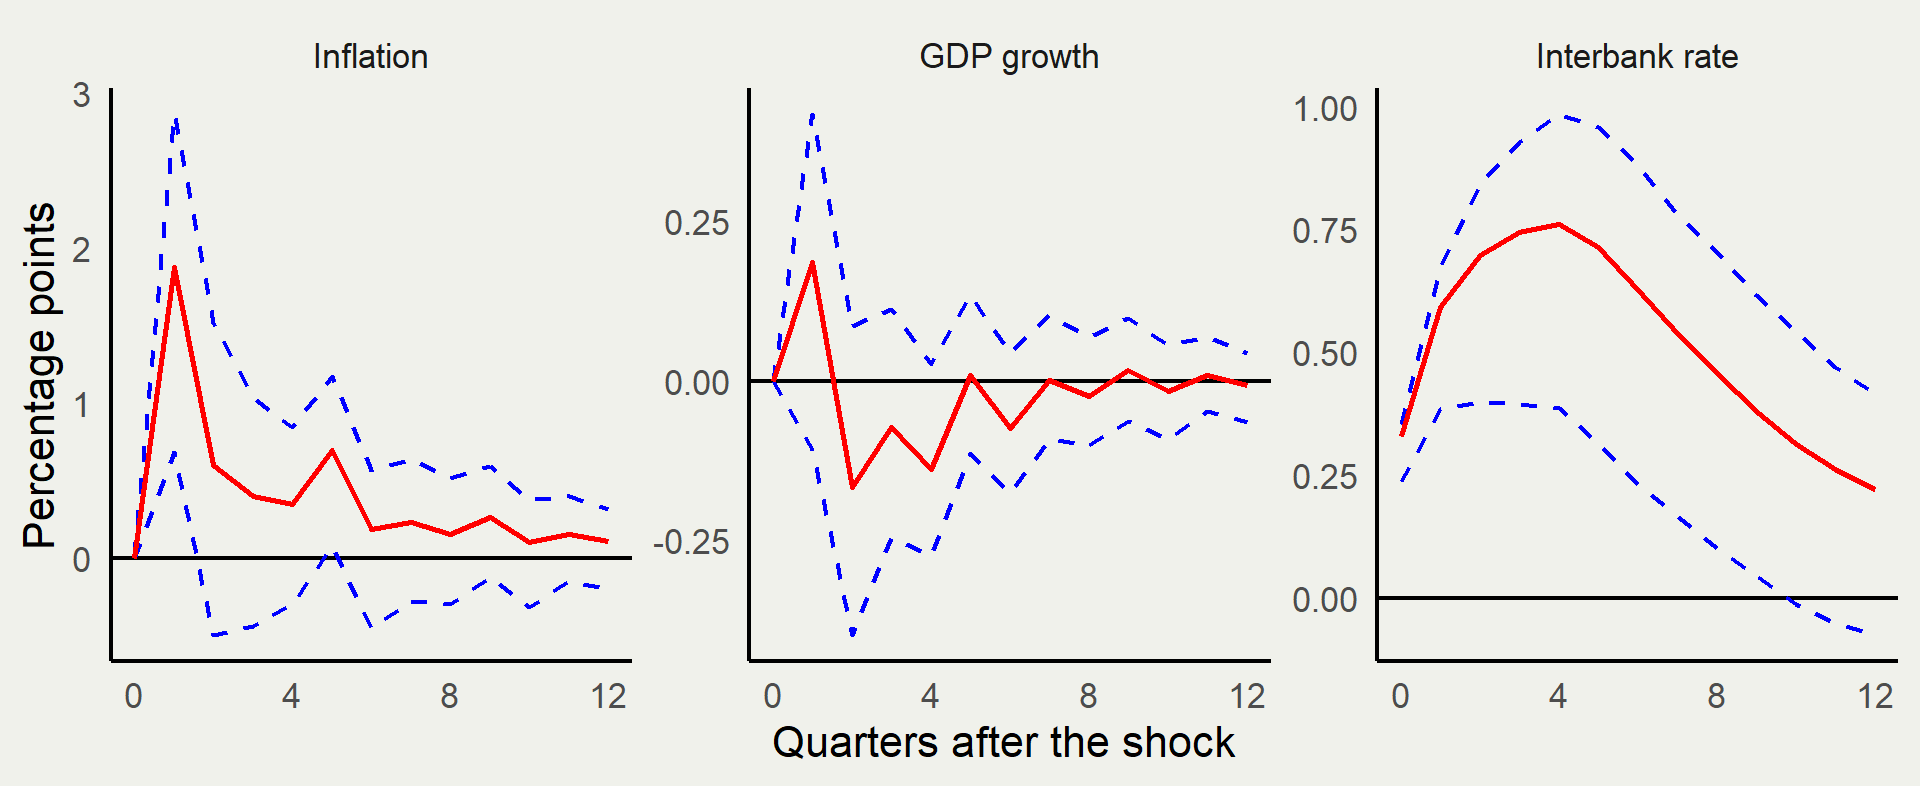 Inflation
GDP growth
Interbank rate
Percentage points
3
2
1
0
0.25
0.00
-0.25
1.00
0.75
0.50
0.25
0.00
0 4 8 12
0 4 8 12
0 4 8 12
Quarters after the shock